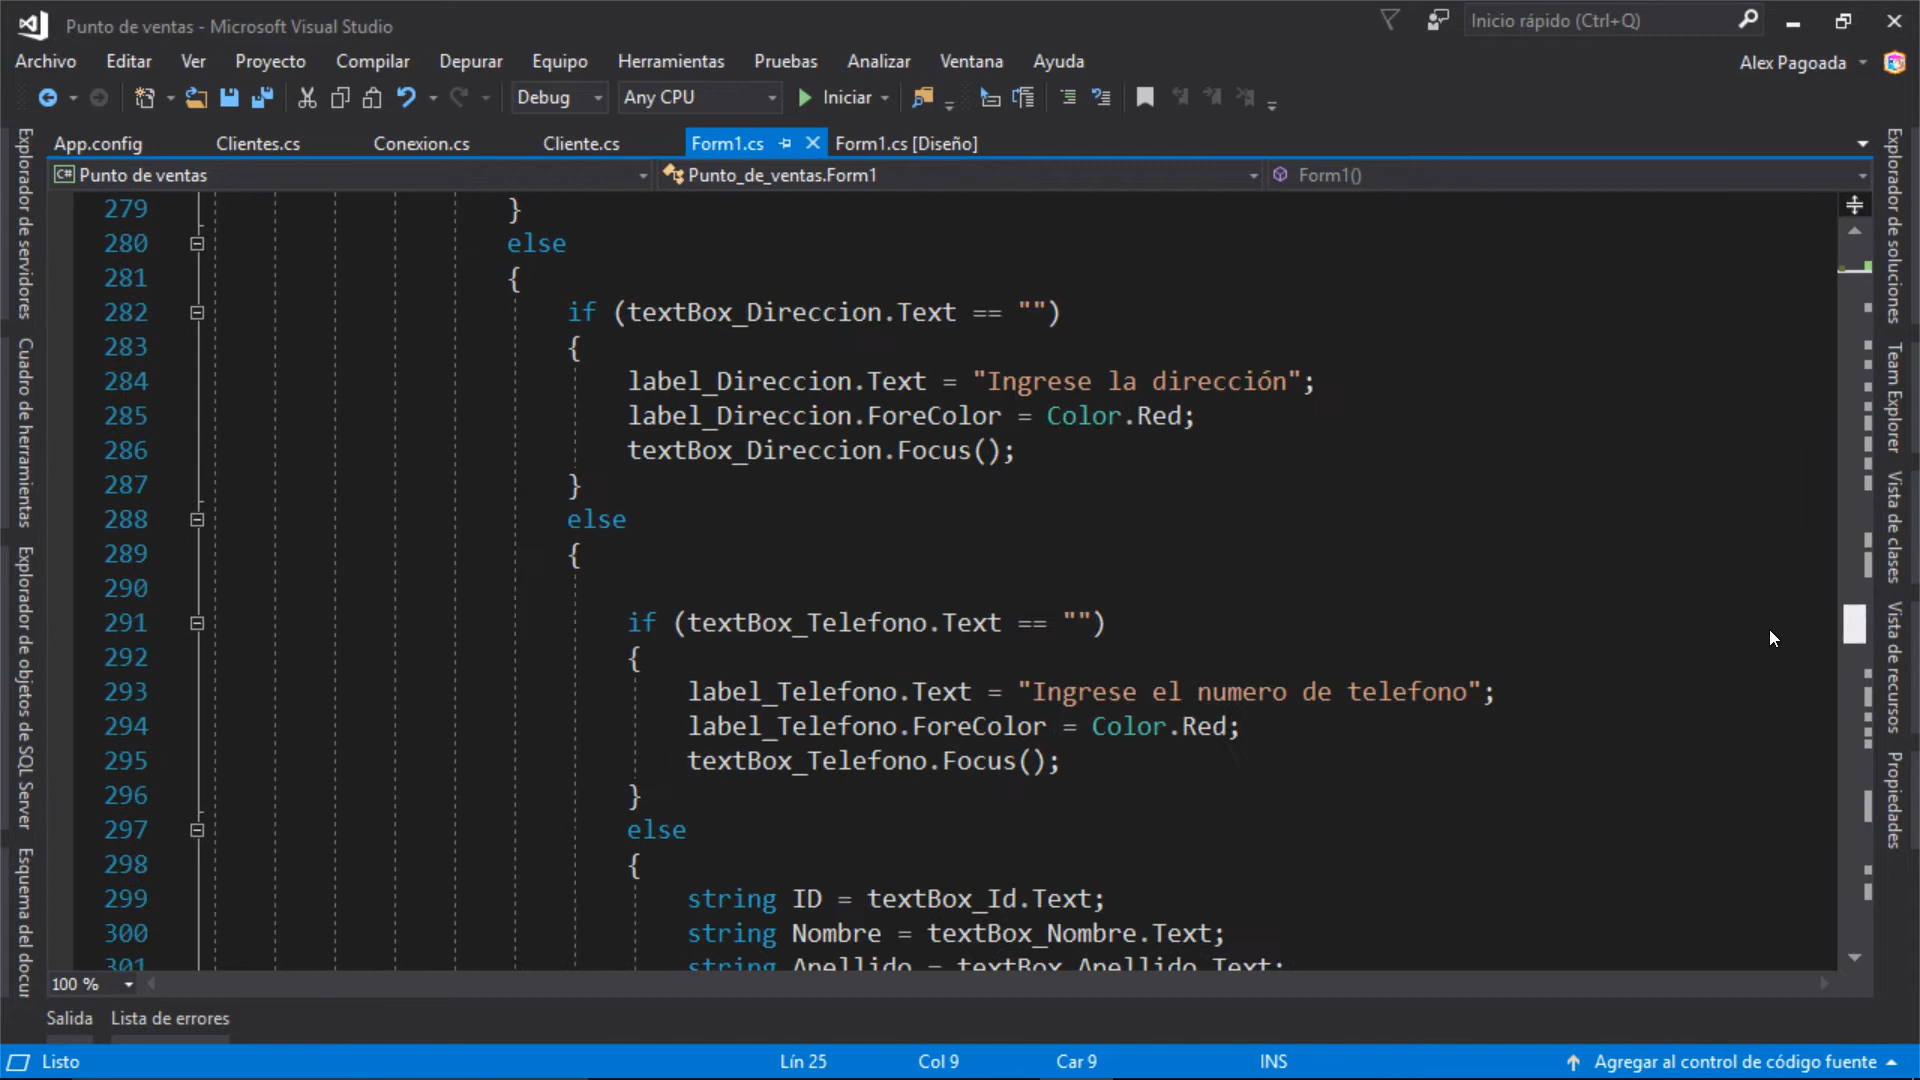 Punto de ventas - Microsoft Visual Studio
Inicio rápido (Ctrl+Q)
Archivo Editar Ver Proyecto Compilar Depurar Equipo Herramientas Pruebas Analizar Ventana Ayuda
Alex Pagoada
Debug Any CPU Iniciar
App.config Clientes.cs Conexion.cs Cliente.cs Form1.cs Form1.cs [Diseño]
C# Punto de ventas Punto_de_ventas.Form1 Form1()
279 }
280 else
281 {
282 if (textBox_Direccion.Text == "")
283 {
284 label_Direccion.Text = "Ingrese la dirección";
285 label_Direccion.ForeColor = Color.Red;
286 textBox_Direccion.Focus();
287 }
288 else
289 {
290
291 if (textBox_Telefono.Text == "")
292 {
293 label_Telefono.Text = "Ingrese el numero de telefono";
294 label_Telefono.ForeColor = Color.Red;
295 textBox_Telefono.Focus();
296 }
297 else
298 {
299 string ID = textBox_Id.Text;
300 string Nombre = textBox_Nombre.Text;
301 string Apellido = textBox_Apellido.Text;
Explorador de servidores
Cuadro de herramientas
Explorador de objetos de SQL Server
Esquema del docu
Explorador de soluciones
Team Explorer
Vista de clases
Vista de recursos
Propiedades
100 %
Salida Lista de errores
Listo Lín 25 Col 9 Car 9 INS Agregar al control de código fuente